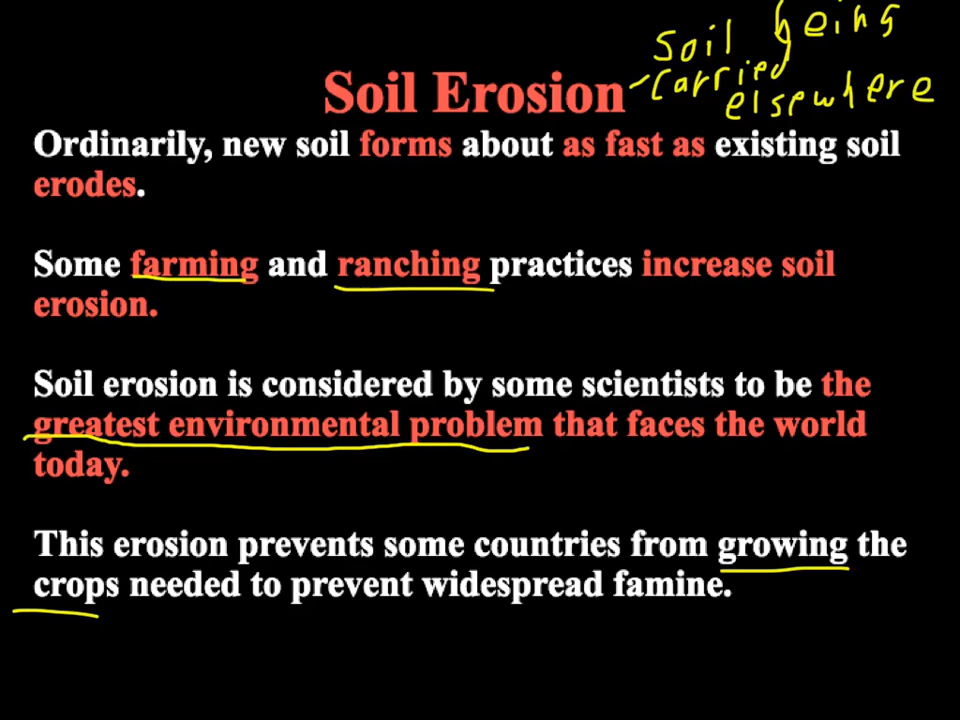 soil being
carried
elsewhere
Soil Erosion
Ordinarily, new soil forms about as fast as existing soil
erodes.
Some farming and ranching practices increase soil
erosion.
Soil erosion is considered by some scientists to be the
greatest environmental problem that faces the world
today.
This erosion prevents some countries from growing the
crops needed to prevent widespread famine.